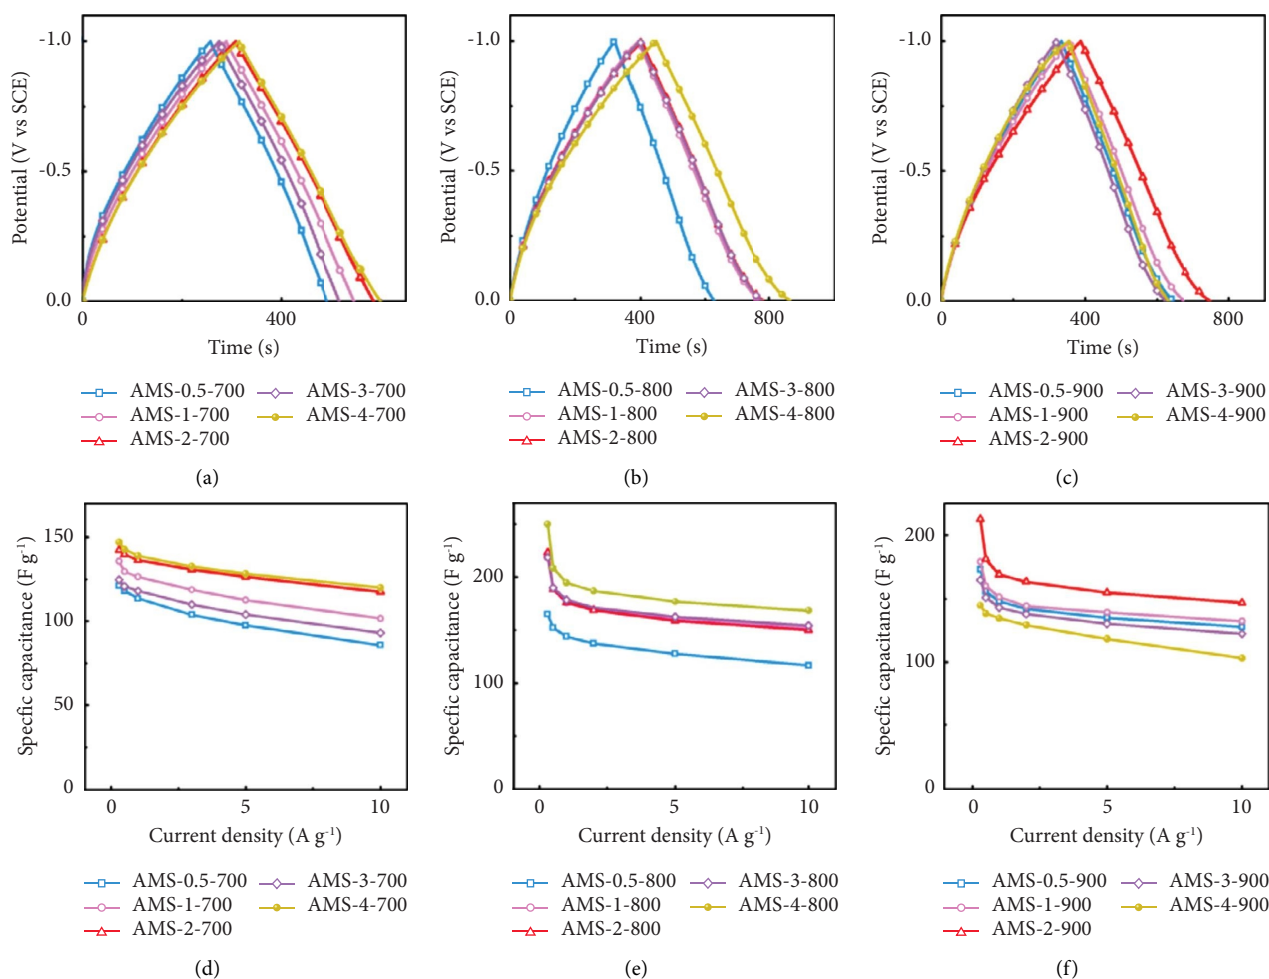 -1.0
-0.5
0.0
Potential (V vs SCE)
0
400
Time (s)
AMS-0.5-700
AMS-3-700
AMS-1-700
AMS-4-700
AMS-2-700
(a)
-1.0
-0.5
0.0
Potential (V vs SCE)
0
400
800
Time (s)
AMS-0.5-800
AMS-3-800
AMS-1-800
AMS-4-800
AMS-2-800
(b)
-1.0
-0.5
0.0
Potential (V vs SCE)
0
400
800
Time (s)
AMS-0.5-900
AMS-3-900
AMS-1-900
AMS-4-900
AMS-2-900
(c)
150
100
50
0
Specfic capacitance (F g⁻¹)
0
5
10
Current density (A g⁻¹)
AMS-0.5-700
AMS-3-700
AMS-1-700
AMS-4-700
AMS-2-700
(d)
200
100
0
Specfic capacitance (F g⁻¹)
0
5
10
Current density (A g⁻¹)
AMS-0.5-800
AMS-3-800
AMS-1-800
AMS-4-800
AMS-2-800
(e)
200
100
0
Specfic capacitance (F g⁻¹)
0
5
10
Current density (A g⁻¹)
AMS-0.5-900
AMS-3-900
AMS-1-900
AMS-4-900
AMS-2-900
(f)